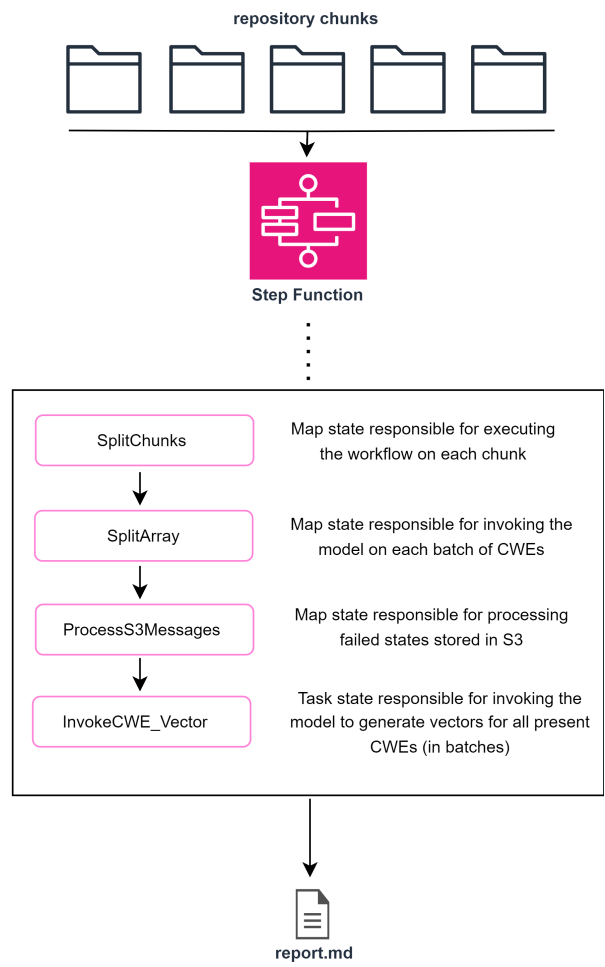 repository chunks
Step Function
SplitChunks
Map state responsible for executing
the workflow on each chunk
SplitArray
Map state responsible for invoking the
model on each batch of CWEs
ProcessS3Messages
Map state responsible for processing
failed states stored in S3
InvokeCWE_Vector
Task state responsible for invoking the
model to generate vectors for all present
CWEs (in batches)
report.md